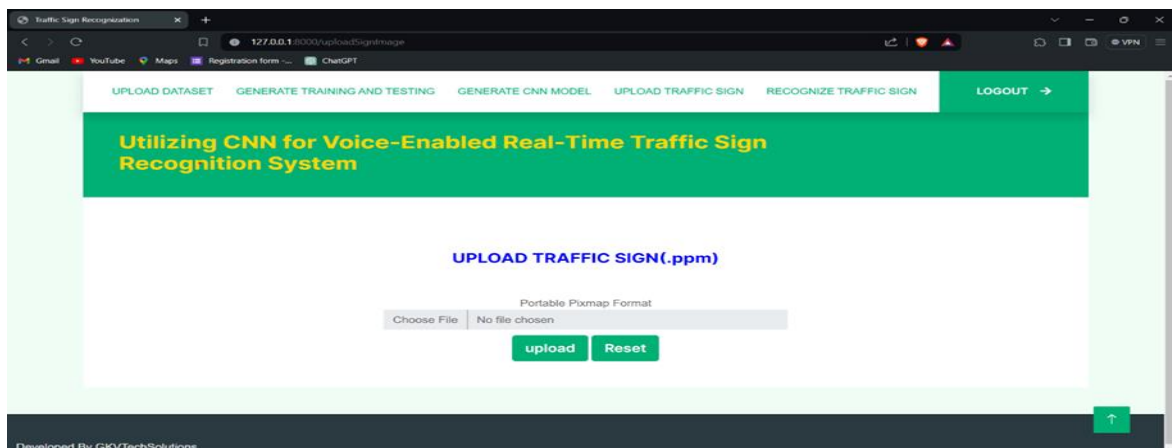 Traffic Sign Recognization
127.0.0.1:8000/uploadSignImage
VPN
Gmail YouTube Maps Registration form -... ChatGPT
UPLOAD DATASET GENERATE TRAINING AND TESTING GENERATE CNN MODEL UPLOAD TRAFFIC SIGN RECOGNIZE TRAFFIC SIGN LOGOUT →
Utilizing CNN for Voice-Enabled Real-Time Traffic Sign
Recognition System
UPLOAD TRAFFIC SIGN(.ppm)
Portable Pixmap Format
Choose File No file chosen
upload Reset
Developed By GKVTechSolutions